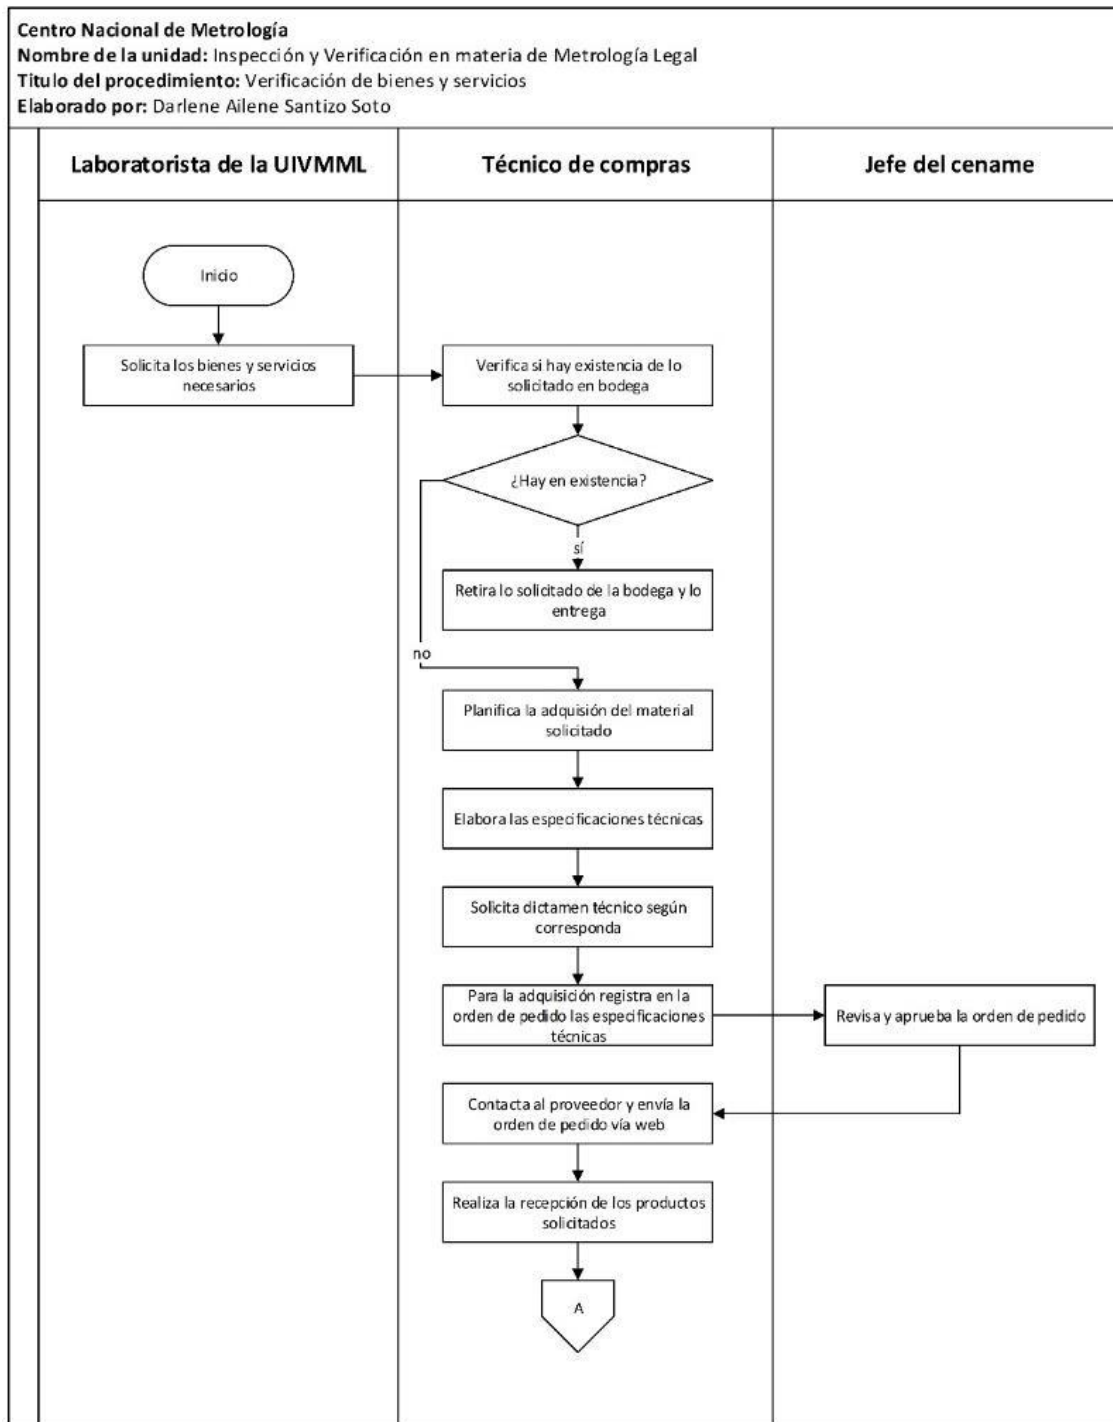 Centro Nacional de Metrología
Nombre de la unidad: Inspección y Verificación en materia de Metrología Legal
Titulo del procedimiento: Verificación de bienes y servicios
Elaborado por: Darlene Ailene Santizo Soto
Laboratorista de la UIVMML
Técnico de compras
Jefe del cename
Inicio
Solicita los bienes y servicios
necesarios
Verifica si hay existencia de lo
solicitado en bodega
¿Hay en existencia?
sí
Retira lo solicitado de la bodega y lo
entrega
no
Planifica la adquisión del material
solicitado
Elabora las especificaciones técnicas
Solicita dictamen técnico según
corresponda
Para la adquisición registra en la
orden de pedido las especificaciones
técnicas
Revisa y aprueba la orden de pedido
Contacta al proveedor y envía la
orden de pedido vía web
Realiza la recepción de los productos
solicitados
A